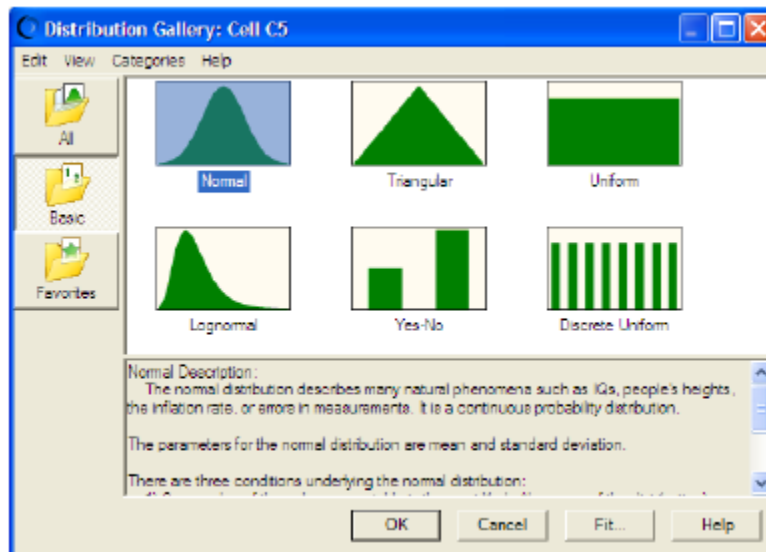 Distribution Gallery: Cell C5
Edit View Categories Help
All
Basic
Favorites
Normal Triangular Uniform
Lognormal Yes-No Discrete Uniform
Normal Description:
The normal distribution describes many natural phenomena such as IQs, people's heights,
the inflation rate, or errors in measurements. It is a continuous probability distribution.
The parameters for the normal distribution are mean and standard deviation.
There are three conditions underlying the normal distribution:
OK Cancel Fit... Help